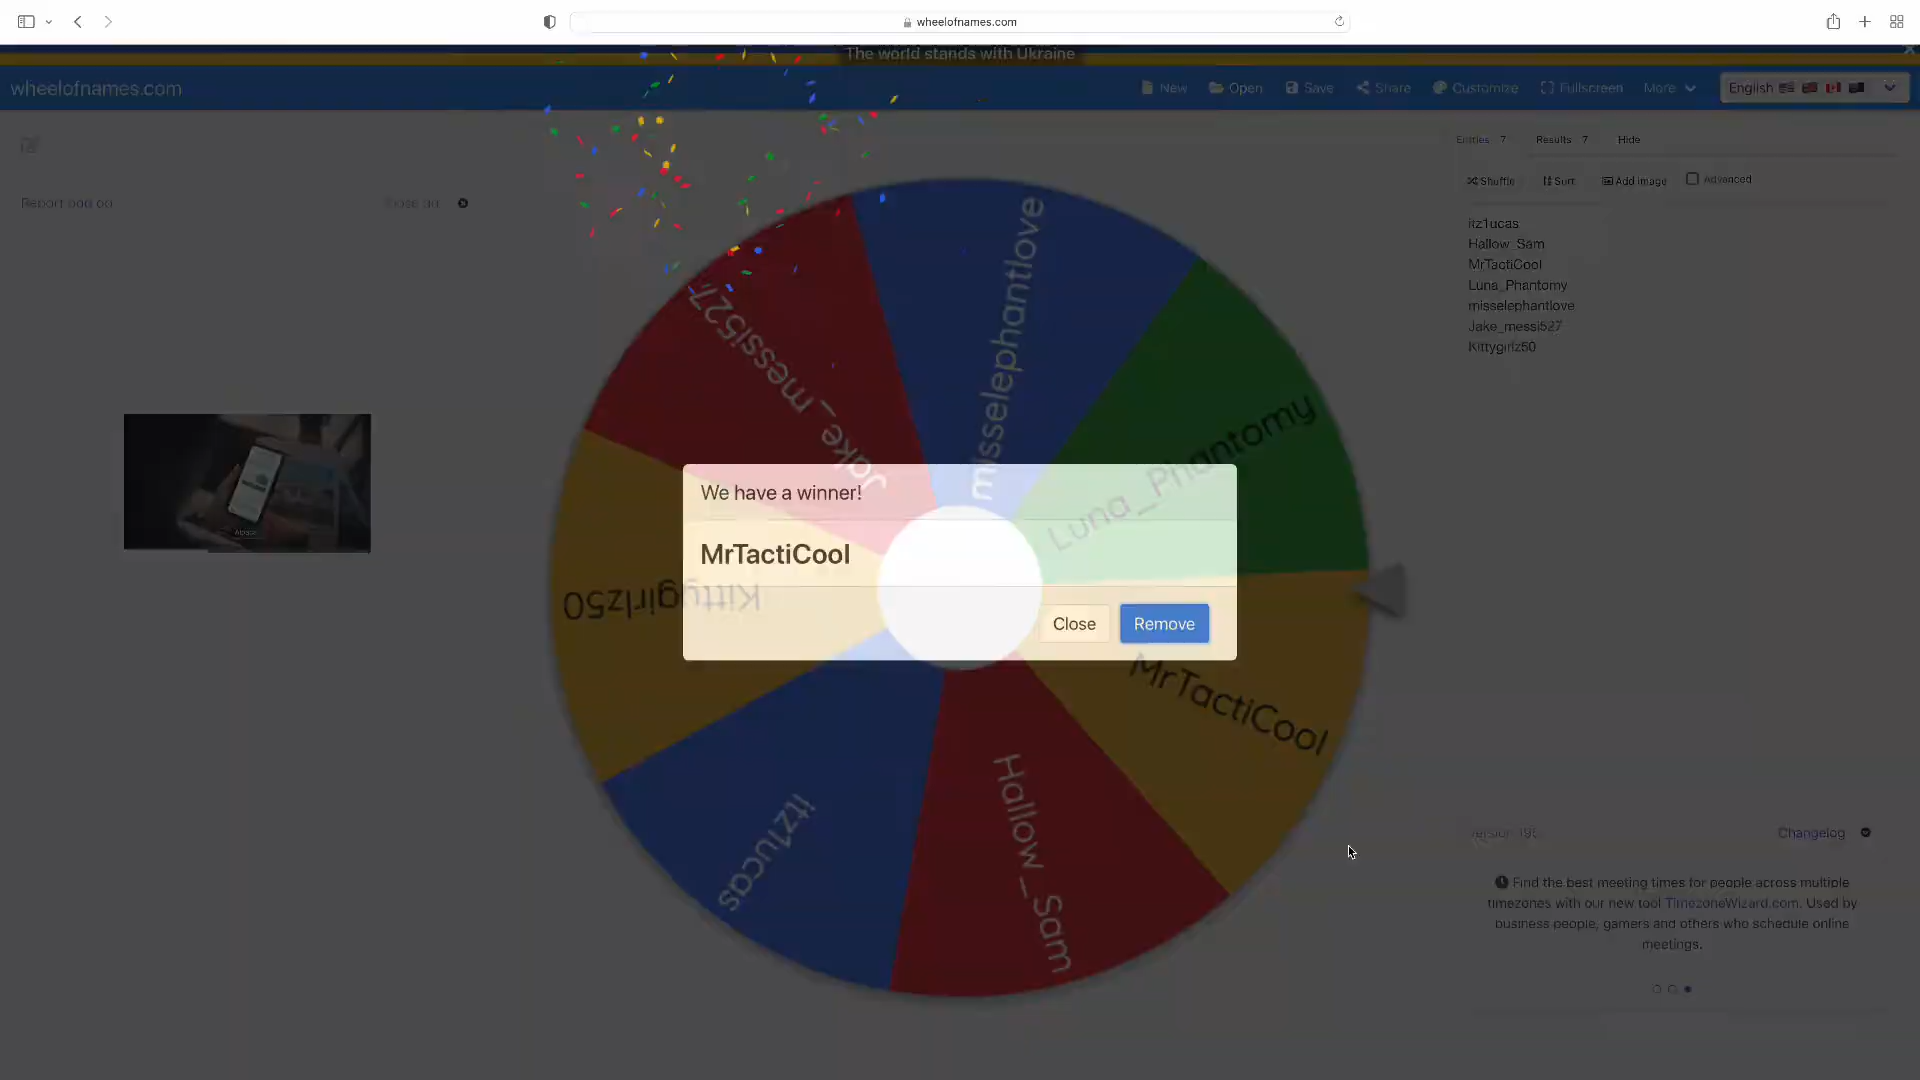 wheelofnames.com
The world stands with Ukraine
wheelofnames.com
New Open Save Share Customize Fullscreen More English
Entries 7 Results 7 Hide
Shuffle Sort Add image Advanced
Report bad ad Close ad
itz1ucas
Hallow_Sam
MrTactiCool
Luna_Phantomy
misselephantlove
Jake_messi527
Kittygirlz50
misselephantlove
Jake_messi527
Luna_Phantomy
We have a winner!
MrTactiCool
Close Remove
Kittygirlz50
MrTactiCool
Hallow_Sam
itz1ucas
Changelog
Find the best meeting times for people across multiple
timezones with our new tool TimezoneWizard.com. Used by
business people, gamers and others who schedule online
meetings.